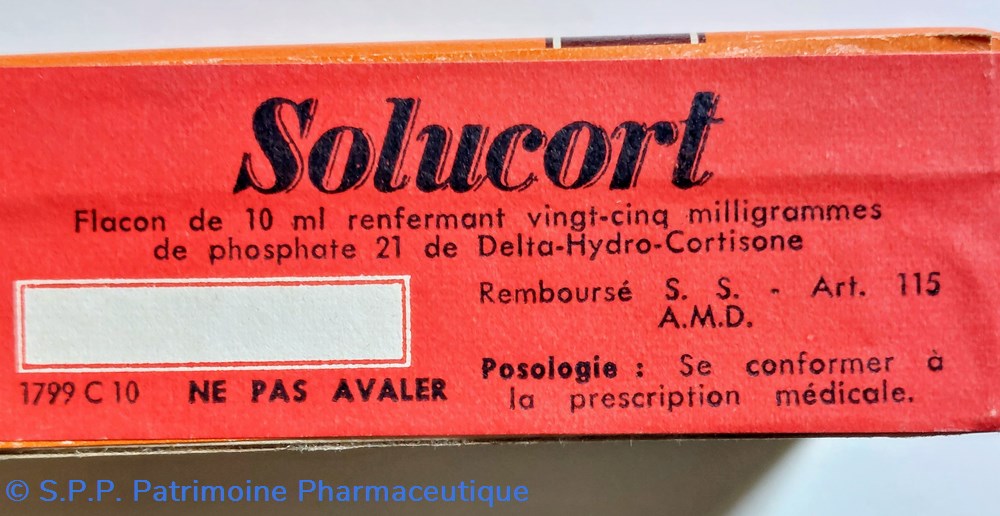 Solucort
Flacon de 10 ml renfermant vingt-cinq milligrammes
de phosphate 21 de Delta-Hydro-Cortisone
Remboursé S. S. - Art. 115
A.M.D.
Posologie : Se conformer à
la prescription médicale.
1799 C 10 NE PAS AVALER
© S.P.P. Patrimoine Pharmaceutique